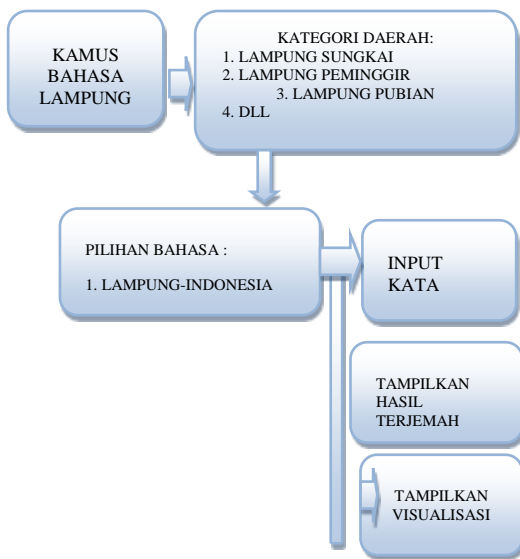 KAMUS
BAHASA
LAMPUNG
KATEGORI DAERAH:
1. LAMPUNG SUNGKAI
2. LAMPUNG PEMINGGIR
3. LAMPUNG PUBIAN
4. DLL
PILIHAN BAHASA :
1. LAMPUNG-INDONESIA
INPUT
KATA
TAMPILKAN
HASIL
TERJEMAH
TAMPILKAN
VISUALISASI